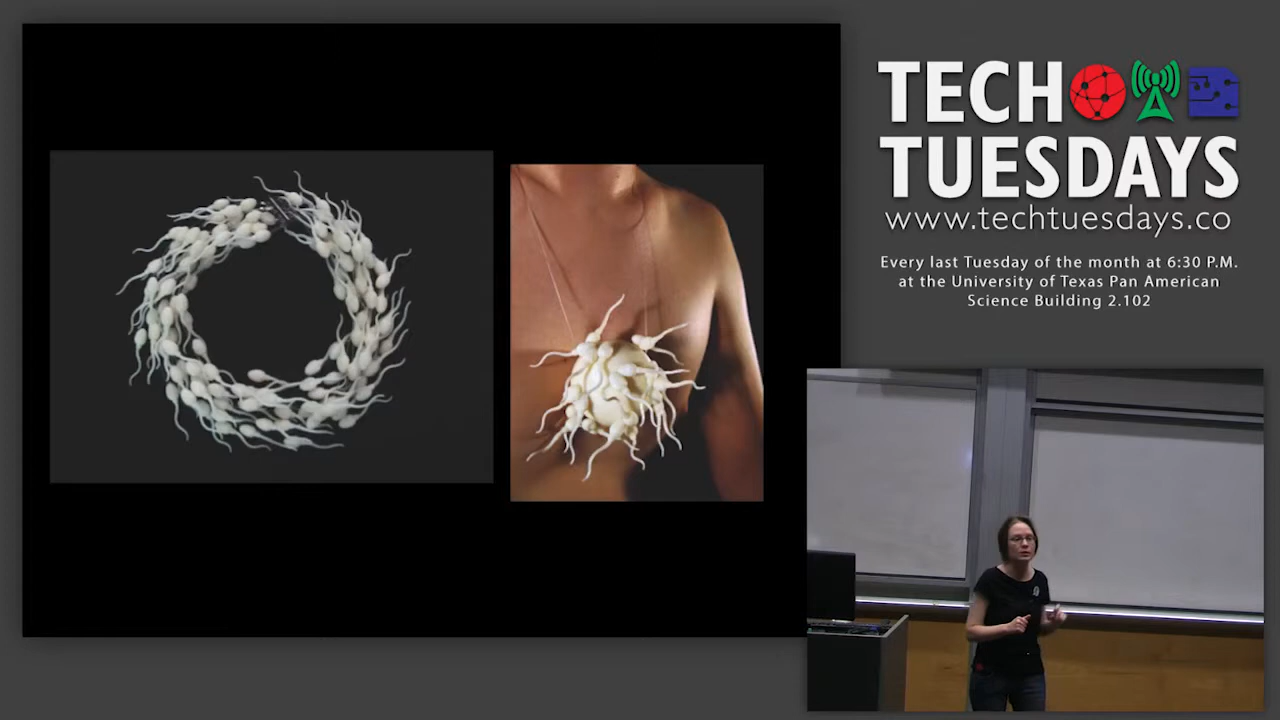 TECH
TUESDAYS
www.techtuesdays.co
Every last Tuesday of the month at 6:30 P.M.
at the University of Texas Pan American
Science Building 2.102